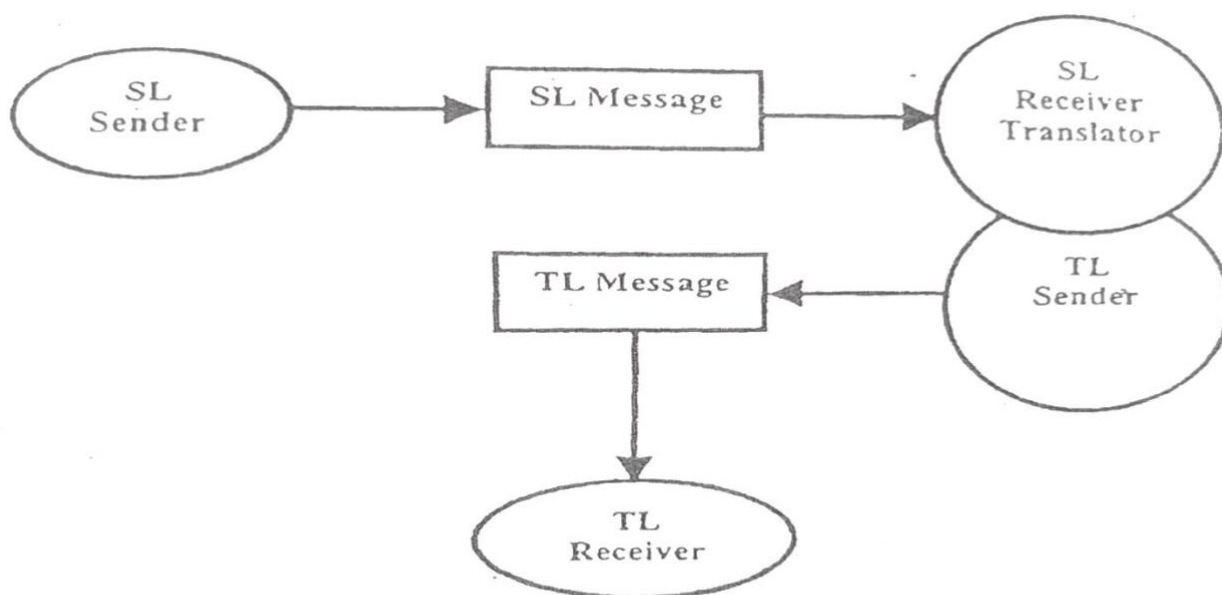 SL
Sender
SL Message
SL
Receiver
Translator
TL
Sender
TL Message
TL
Receiver